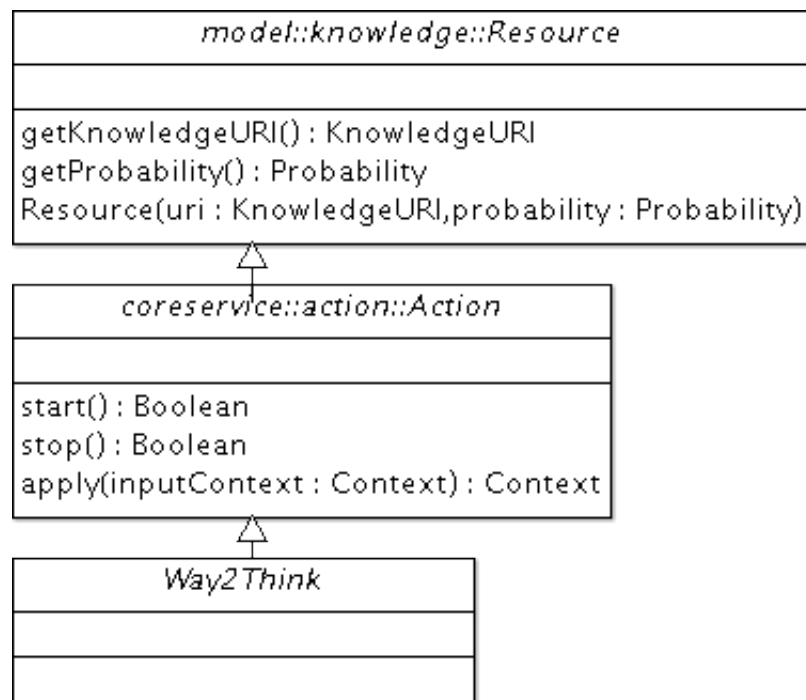 model::knowledge::Resource
getKnowledgeURI() : KnowledgeURI
getProbability() : Probability
Resource(uri : KnowledgeURI,probability : Probability)
coreservice::action::Action
start() : Boolean
stop() : Boolean
apply(inputContext : Context) : Context
Way2Think